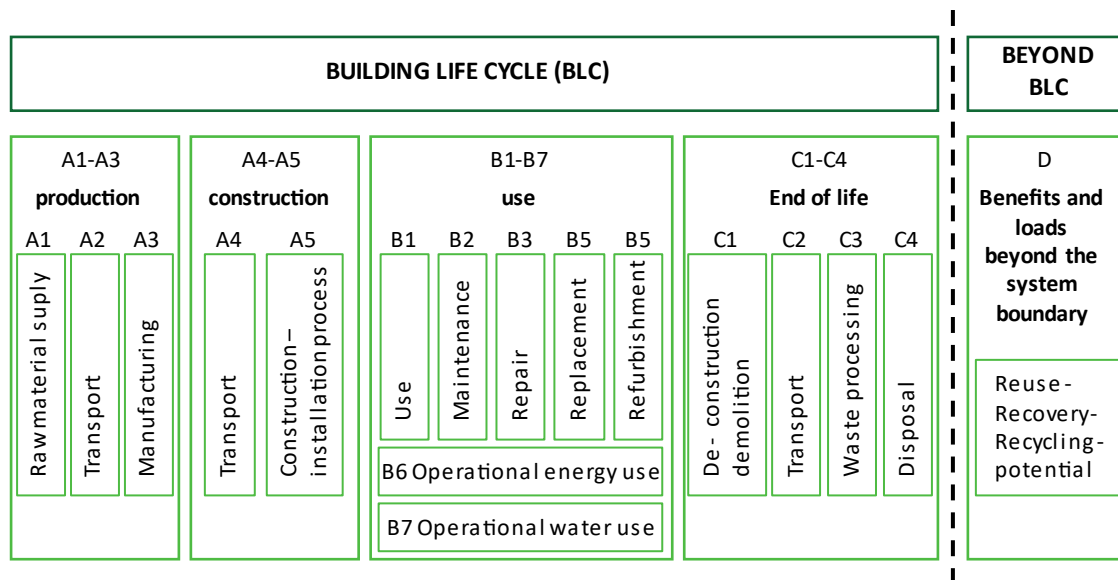 BUILDING LIFE CYCLE (BLC)
BEYOND
BLC
A1-A3
production
A1
A2
A3
Raw material supply
Transport
Manufacturing
A4-A5
construction
A4
A5
Transport
Construction –
installation process
B1-B7
use
B1
B2
B3
B5
B5
Use
Maintenance
Repair
Replacement
Refurbishment
B6 Operational energy use
B7 Operational water use
C1-C4
End of life
C1
C2
C3
C4
De- construction
demolition
Transport
Waste processing
Disposal
D
Benefits and
loads
beyond the
system
boundary
Reuse-
Recovery-
Recycling-
potential